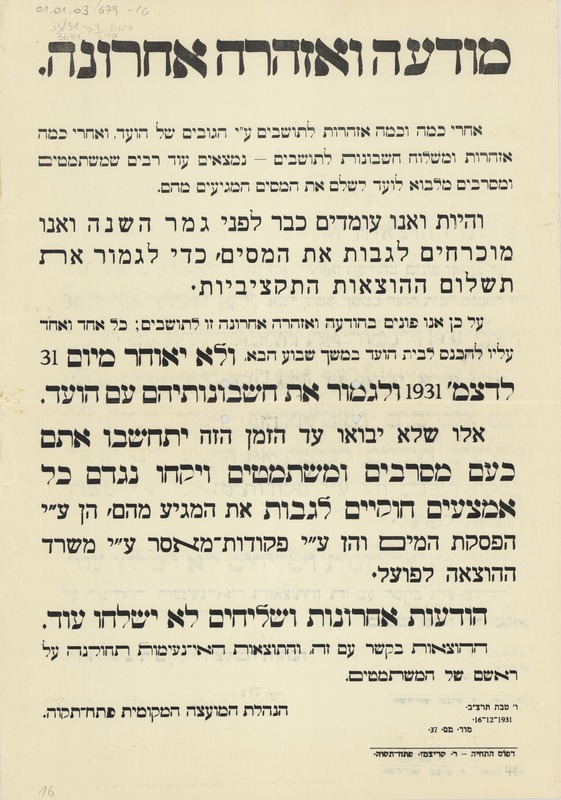 01.01.03/679-16
מודעה ואזהרה אחרונה.
אחרי כמה וכמה אזהרות לתושבים ע״י הגובים של הועד, ואחרי כמה
אזהרות ומשלוח חשבונות לתושבים — נמצאים עוד רבים שמשתמטים
ומסרבים מלבוא לועד לשלם את המסים המגיעים מהם.
והיות ואנו עומדים כבר לפני גמר השנה ואנו
מוכרחים לגבות את המסים, כדי לגמור את
תשלום ההוצאות התקציביות.
על כן אנו פונים בהודעה ואזהרה אחרונה זו לתושבים; כל אחד ואחד
עליו להכנס לבית הועד במשך שבוע הבא. ולא יאוחר מיום 31
לדצמ׳ 1931 ולגמור את חשבונותיהם עם הועד.
אלו שלא יבואו עד הזמן הזה יתחשבו אתם
כעם מסרבים ומשתמטים ויקחו נגדם כל
אמצעים חוקיים לגבות את המגיע מהם, הן ע״י
הפסקת המים והן ע״י פקודות־מאסר ע״י משרד
ההוצאה לפועל.
הודעות אחרונות ושליחים לא ישלחו עוד.
ההוצאות בקשר עם זה, והתוצאות האי־נעימות תחולנה על
ראשם של המשתמטים.
הנהלת המועצה המקומית פתח־תקוה.
ו׳ טבת תרצ״ב.
16-12-1931.
מוד. מס. 37.
דפוס התחיה — ר. קריצמן, פתח־תקוה.
16